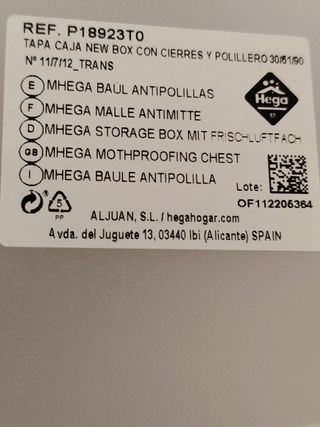 REF. P18923T0
TAPA CAJA NEW BOX CON CIERRES Y POLILLERO 30/61/90
Nº 11/7/12_TRANS
Hega
E MHEGA BAÚL ANTIPOLILLAS
F MHEGA MALLE ANTIMITTE
D MHEGA STORAGE BOX MIT FRISCHLUFTFACH
GB MHEGA MOTHPROOFING CHEST
I MHEGA BAULE ANTIPOLILLA
Lote:
OF112206364
5
PP
ALJUAN, S.L. / hegahogar.com
Avda. del Juguete 13, 03440 Ibi (Alicante) SPAIN